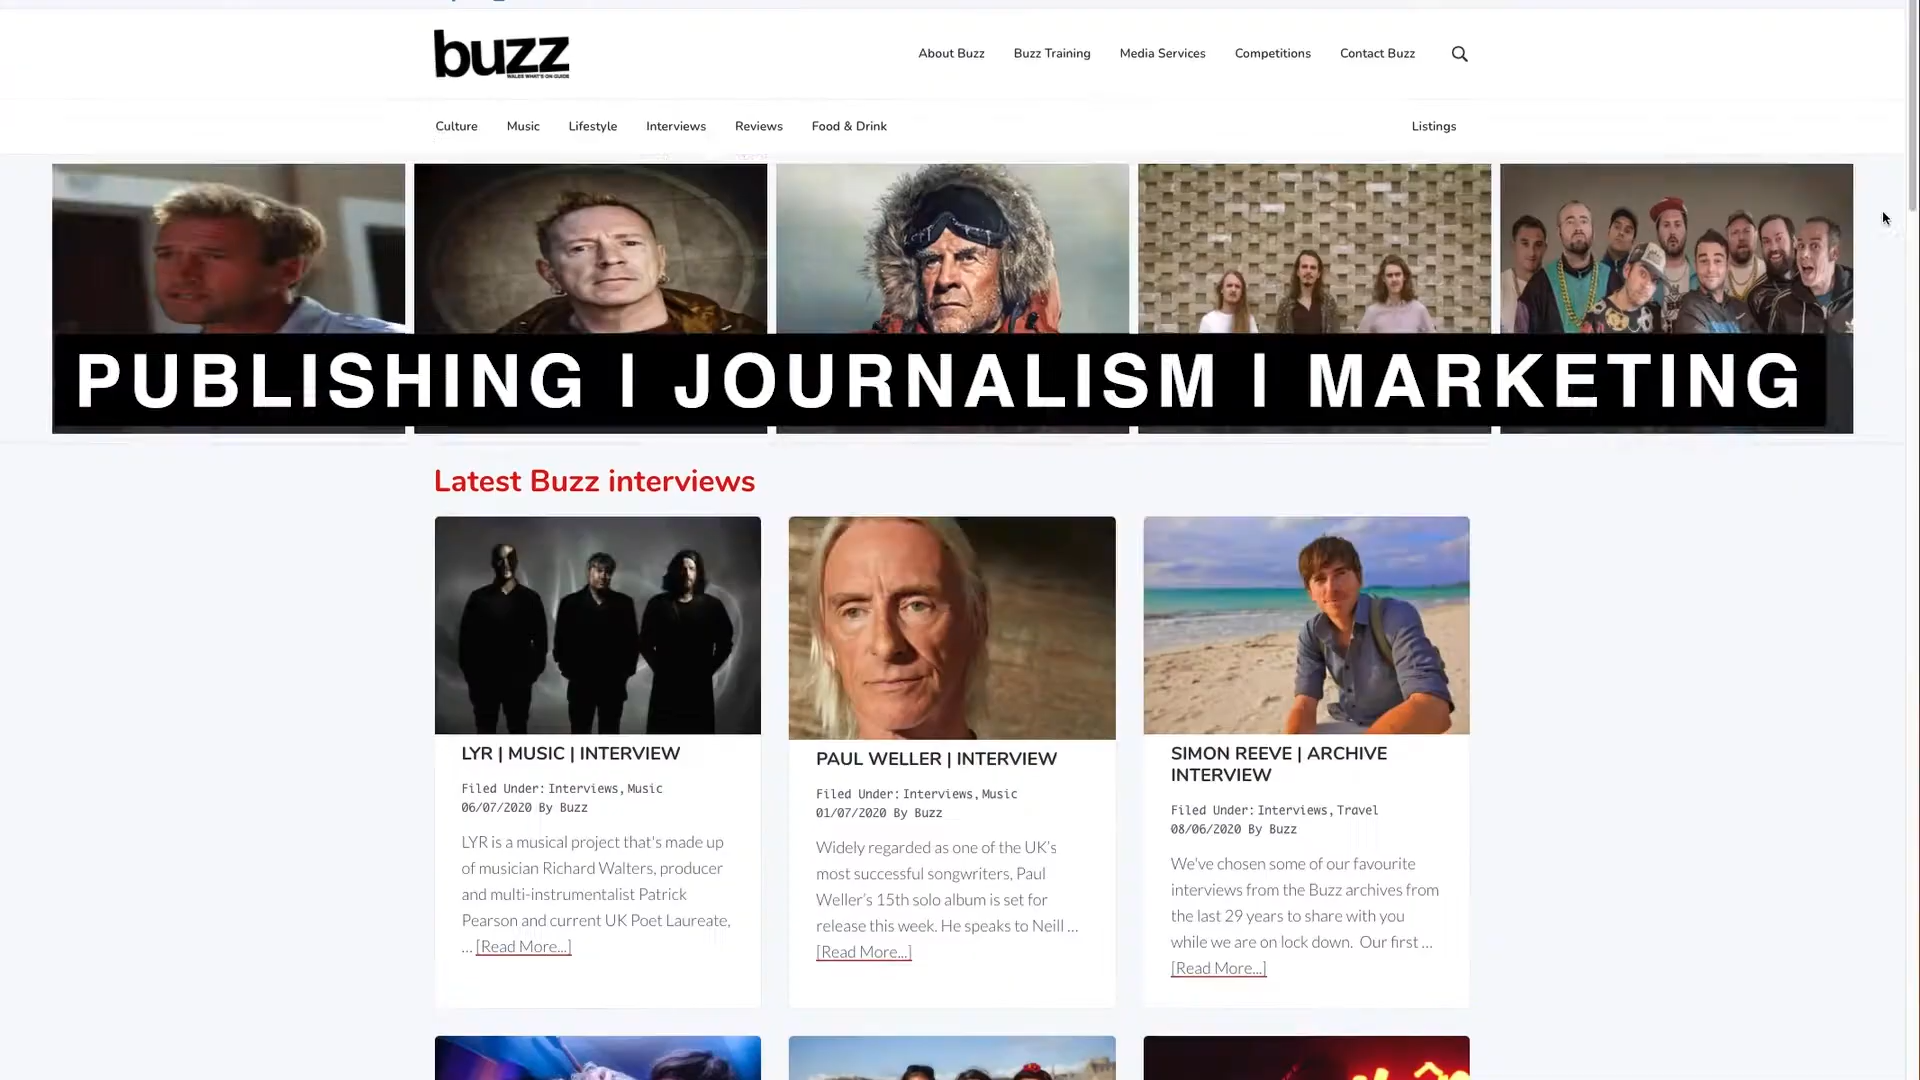 buzz
WALES WHAT'S ON GUIDE
About Buzz Buzz Training Media Services Competitions Contact Buzz
Culture Music Lifestyle Interviews Reviews Food & Drink Listings
PUBLISHING | JOURNALISM | MARKETING
Latest Buzz interviews
LYR | MUSIC | INTERVIEW
Filed Under: Interviews, Music
06/07/2020 By Buzz
LYR is a musical project that's made up
of musician Richard Walters, producer
and multi-instrumentalist Patrick
Pearson and current UK Poet Laureate,
... [Read More...]
PAUL WELLER | INTERVIEW
Filed Under: Interviews, Music
01/07/2020 By Buzz
Widely regarded as one of the UK’s
most successful songwriters, Paul
Weller’s 15th solo album is set for
release this week. He speaks to Neill ...
[Read More...]
SIMON REEVE | ARCHIVE
INTERVIEW
Filed Under: Interviews, Travel
08/06/2020 By Buzz
We've chosen some of our favourite
interviews from the Buzz archives from
the last 29 years to share with you
while we are on lock down. Our first ...
[Read More...]